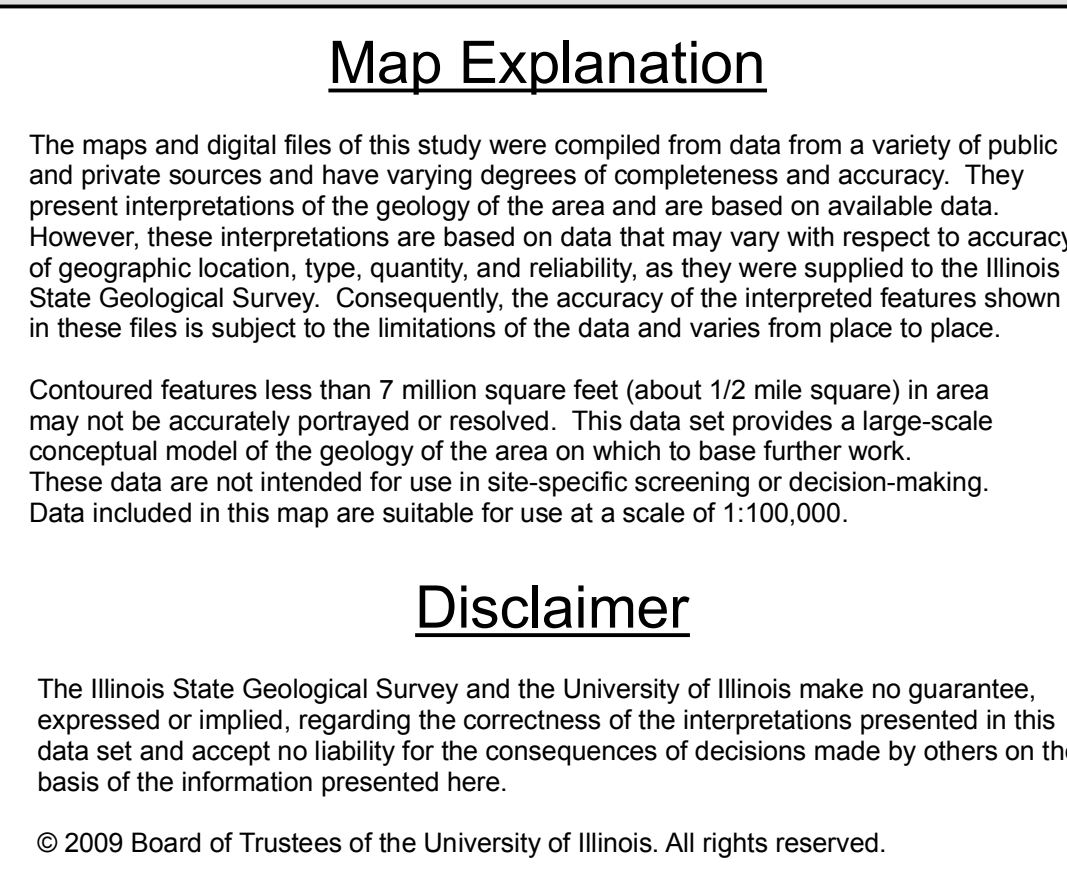 Map Explanation
The maps and digital files of this study were compiled from data from a variety of public
and private sources and have varying degrees of completeness and accuracy.  They
present interpretations of the geology of the area and are based on available data.
However, these interpretations are based on data that may vary with respect to accuracy
of geographic location, type, quantity, and reliability, as they were supplied to the Illinois
State Geological Survey.  Consequently, the accuracy of the interpreted features shown
in these files is subject to the limitations of the data and varies from place to place.
Contoured features less than 7 million square feet (about 1/2 mile square) in area
may not be accurately portrayed or resolved.  This data set provides a large-scale
conceptual model of the geology of the area on which to base further work.
These data are not intended for use in site-specific screening or decision-making.
Data included in this map are suitable for use at a scale of 1:100,000.
Disclaimer
The Illinois State Geological Survey and the University of Illinois make no guarantee,
expressed or implied, regarding the correctness of the interpretations presented in this
data set and accept no liability for the consequences of decisions made by others on the
basis of the information presented here.
© 2009 Board of Trustees of the University of Illinois. All rights reserved.